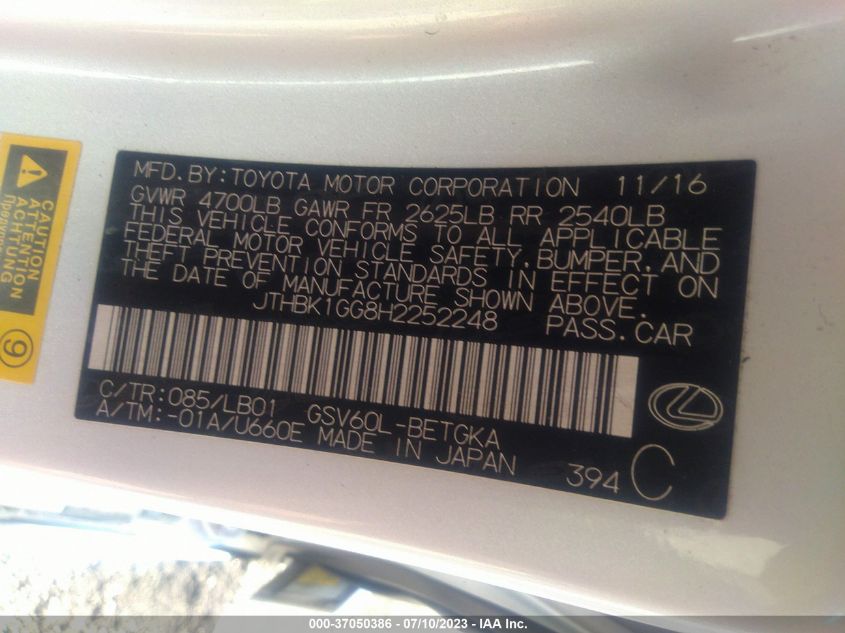 MFD. BY: TOYOTA MOTOR CORPORATION 11/16
GVWR 4700LB GAWR FR 2625LB RR 2540LB
THIS VEHICLE CONFORMS TO ALL APPLICABLE
FEDERAL MOTOR VEHICLE SAFETY, BUMPER, AND
THEFT PREVENTION STANDARDS IN EFFECT ON
THE DATE OF MANUFACTURE SHOWN ABOVE.
JTHBK1GG8H2252248 PASS. CAR
C/TR: 085/LB01 GSV60L-BETGKA
A/TM: -01A/U660E MADE IN JAPAN
394 C
CAUTION
ATTENTION
ACHTUNG
9
000-37050386 - 07/10/2023 - IAA Inc.